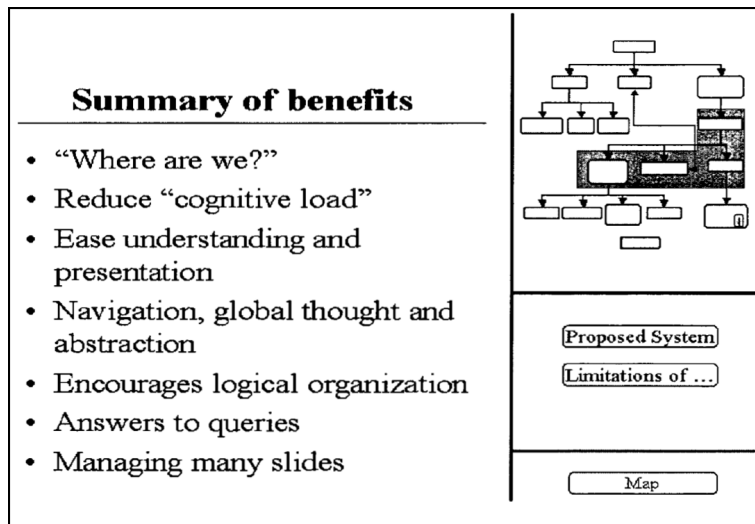 Summary of benefits
• “Where are we?”
• Reduce “cognitive load”
• Ease understanding and
presentation
• Navigation, global thought and
abstraction
• Encourages logical organization
• Answers to queries
• Managing many slides
Proposed System
Limitations of ...
Map